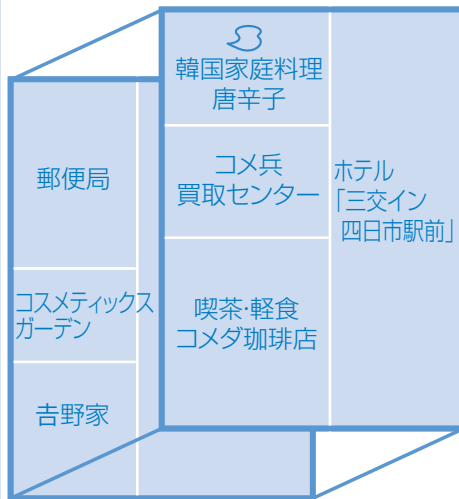 韓国家庭料理
唐辛子
コメ兵
買取センター
喫茶･軽食
コメダ珈琲店
ホテル
「三交イン
四日市駅前」
郵便局
コスメティックス
ガーデン
𠮷野家